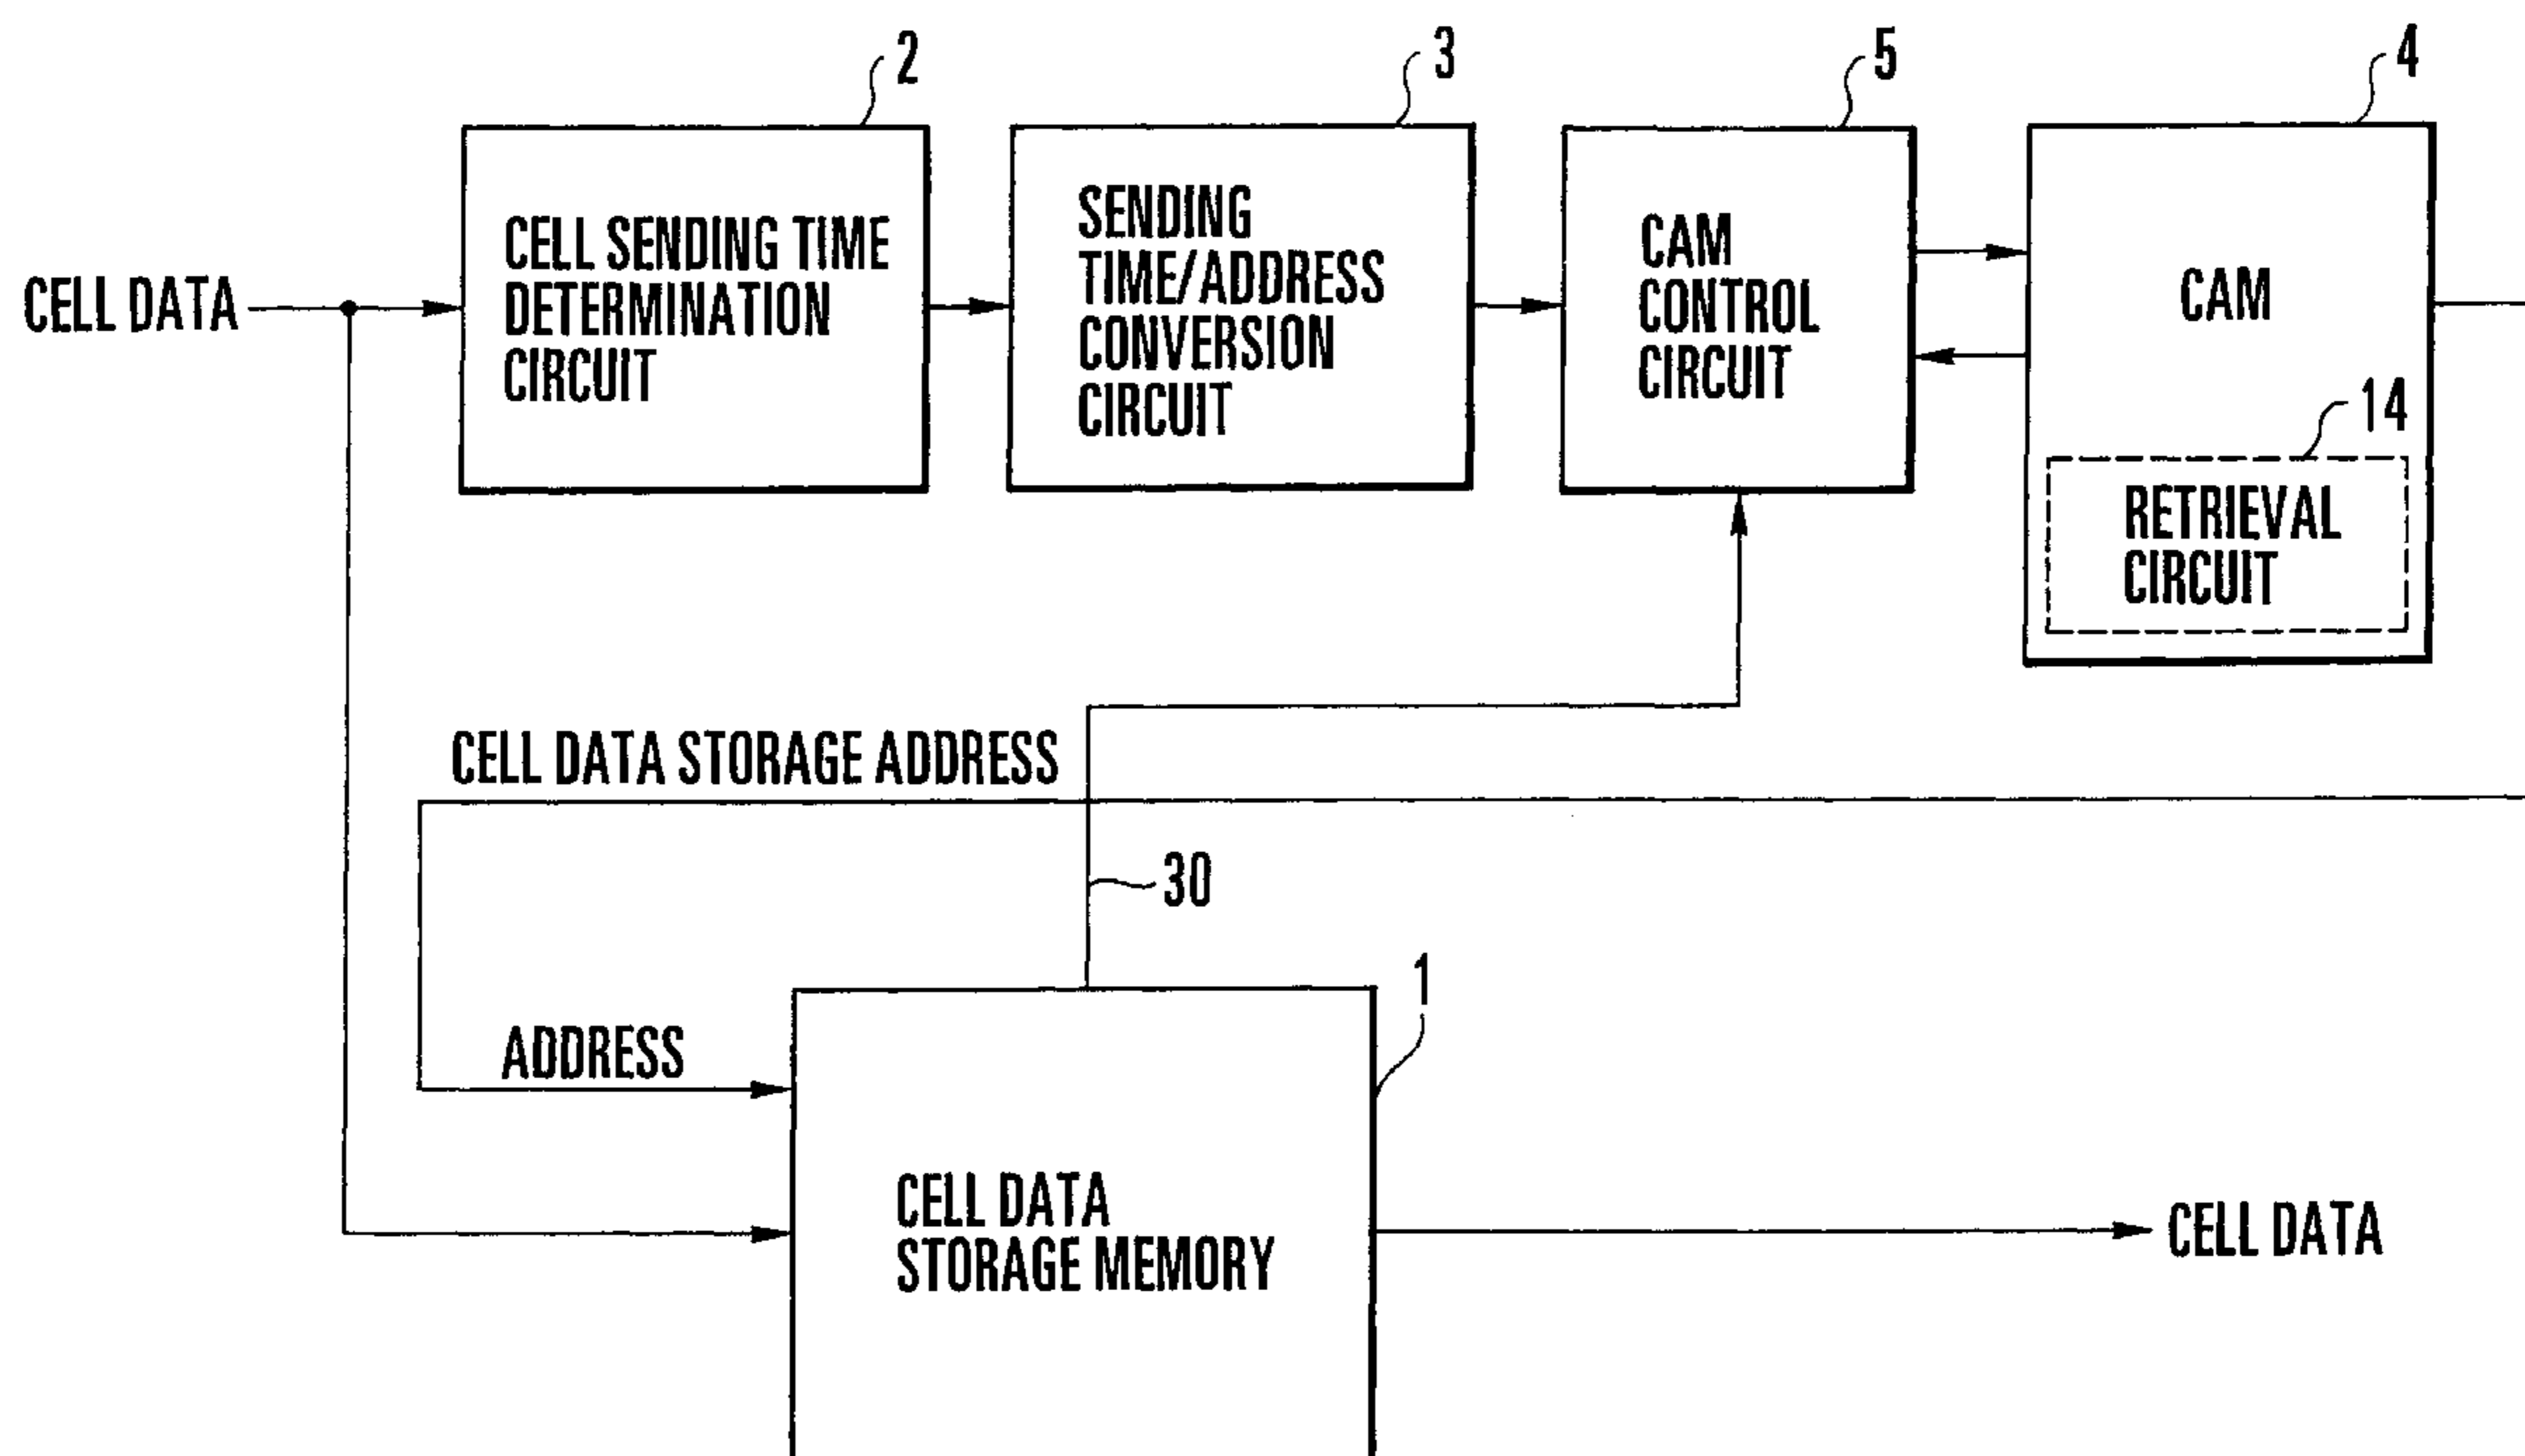 2
3
5
4
CELL DATA
CELL SENDING TIME
DETERMINATION
CIRCUIT
SENDING
TIME/ADDRESS
CONVERSION
CIRCUIT
CAM
CONTROL
CIRCUIT
CAM
14
RETRIEVAL
CIRCUIT
CELL DATA STORAGE ADDRESS
30
1
ADDRESS
CELL DATA
STORAGE MEMORY
CELL DATA